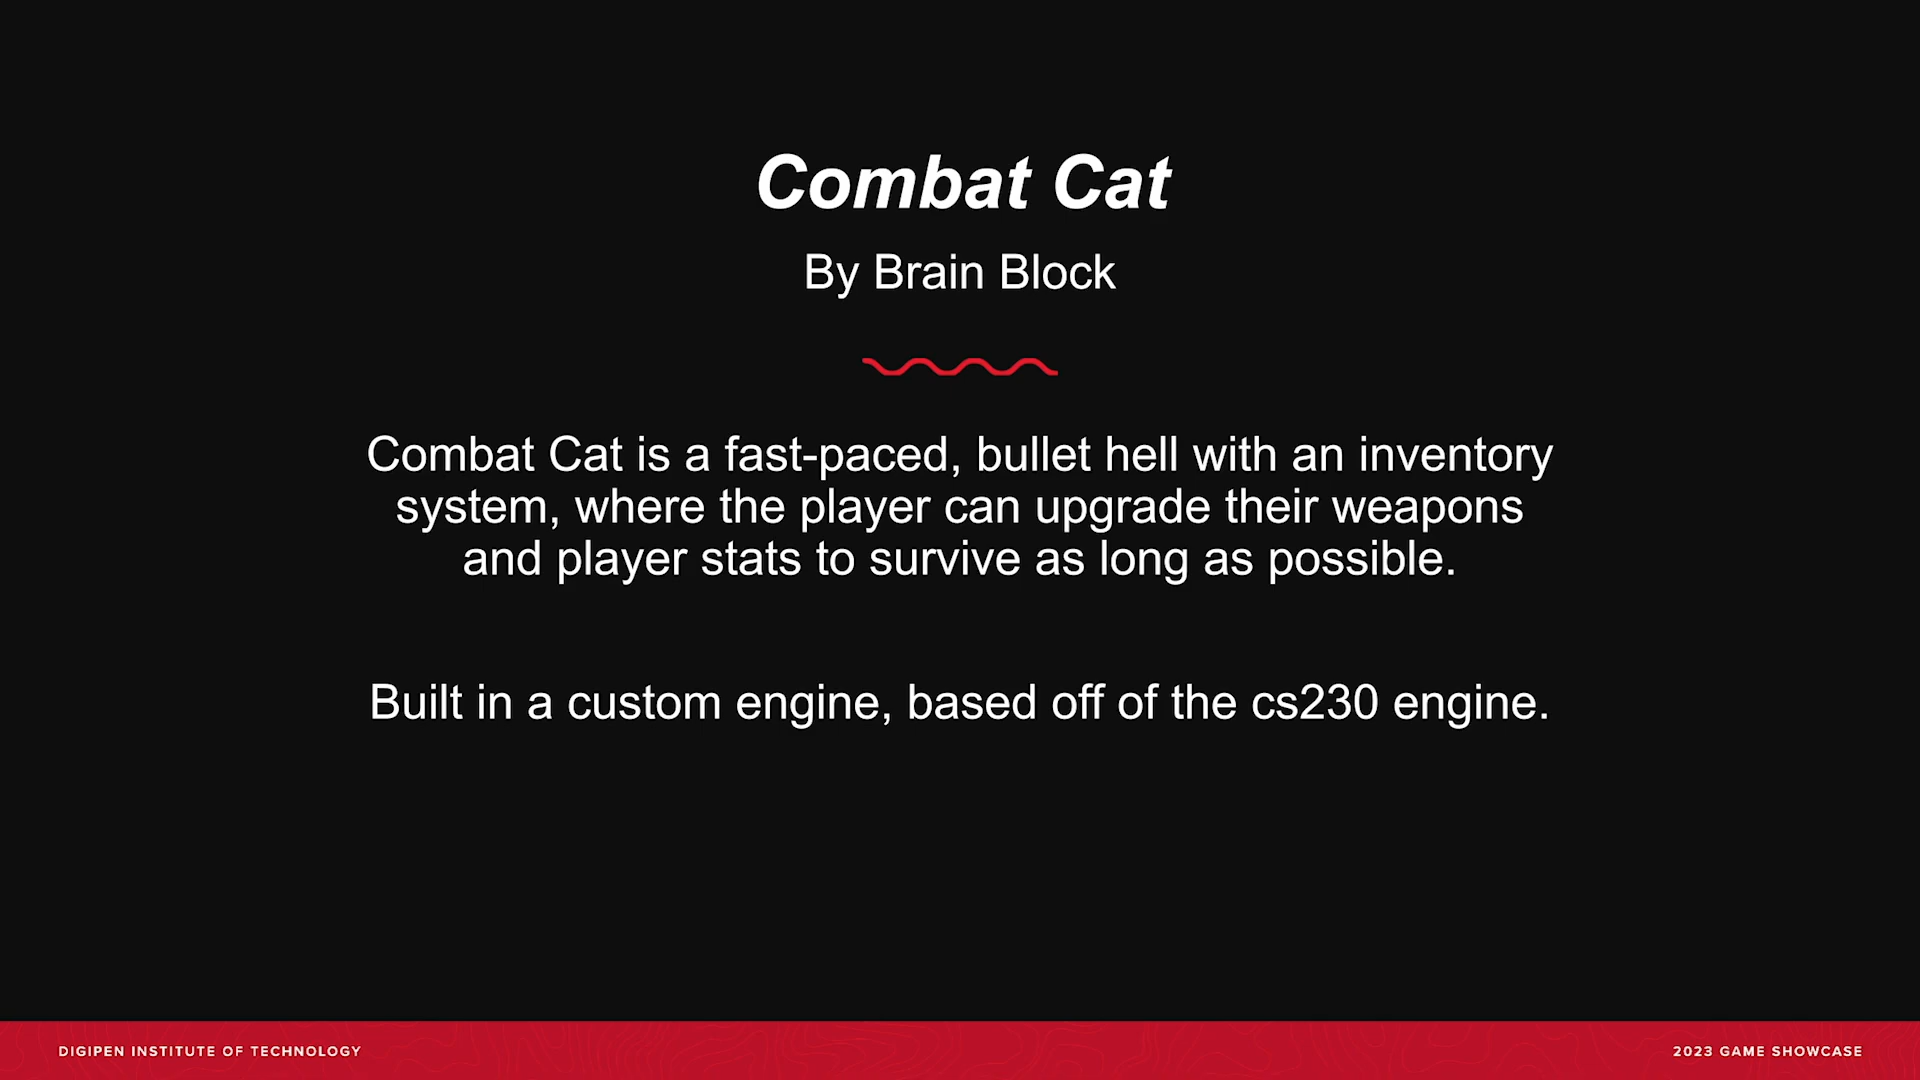 Combat Cat
By Brain Block
Combat Cat is a fast-paced, bullet hell with an inventory
system, where the player can upgrade their weapons
and player stats to survive as long as possible.
Built in a custom engine, based off of the cs230 engine.
DIGIPEN INSTITUTE OF TECHNOLOGY
2023 GAME SHOWCASE